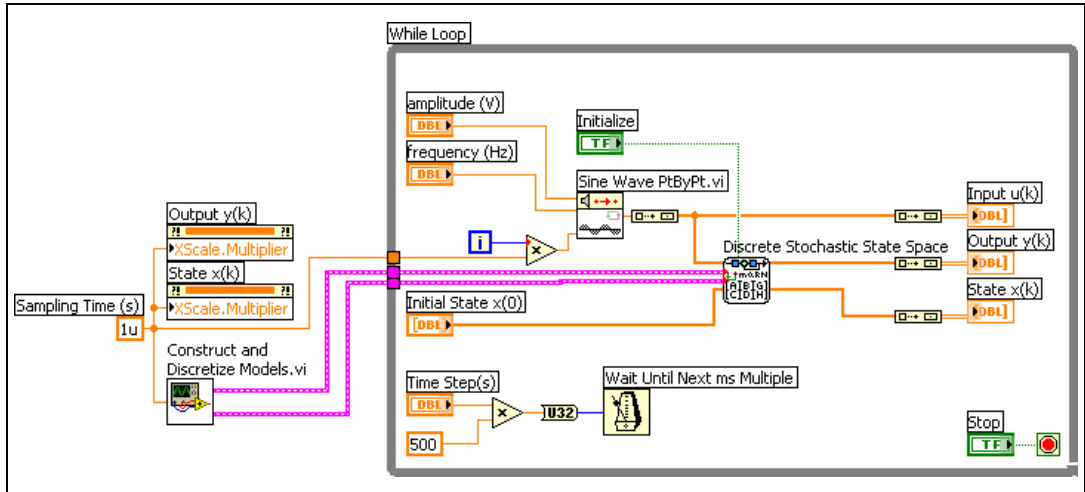 While Loop
amplitude (V)
DBL
frequency (Hz)
DBL
Initialize
TF
Sine Wave PtByPt.vi
Input u(k)
DBL]
Output y(k)
DBL]
State x(k)
DBL]
Output y(k)
?! ?!
XScale.Multiplier
State x(k)
?! ?!
XScale.Multiplier
Sampling Time (s)
1u
i
x
Discrete Stochastic State Space
Initial State x(0)
[DBL
Construct and
Discretize Models.vi
Time Step(s)
DBL
x
500
U32
Wait Until Next ms Multiple
Stop
TF